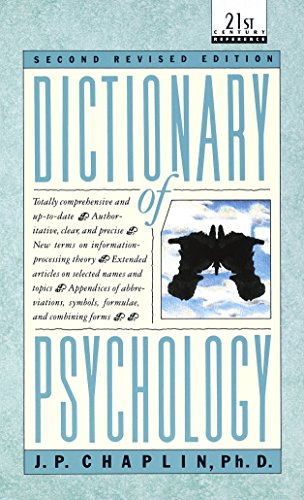 21ST
CENTURY
REFERENCE
SECOND REVISED EDITION
DICTIONARY
of
Totally comprehensive and
up-to-date Author-
itative, clear, and precise
New terms on information-
processing theory Extended
articles on selected names and
topics Appendices of abbre-
viations, symbols, formulae,
and combining forms
PSYCHOLOGY
J. P. CHAPLIN, Ph. D.